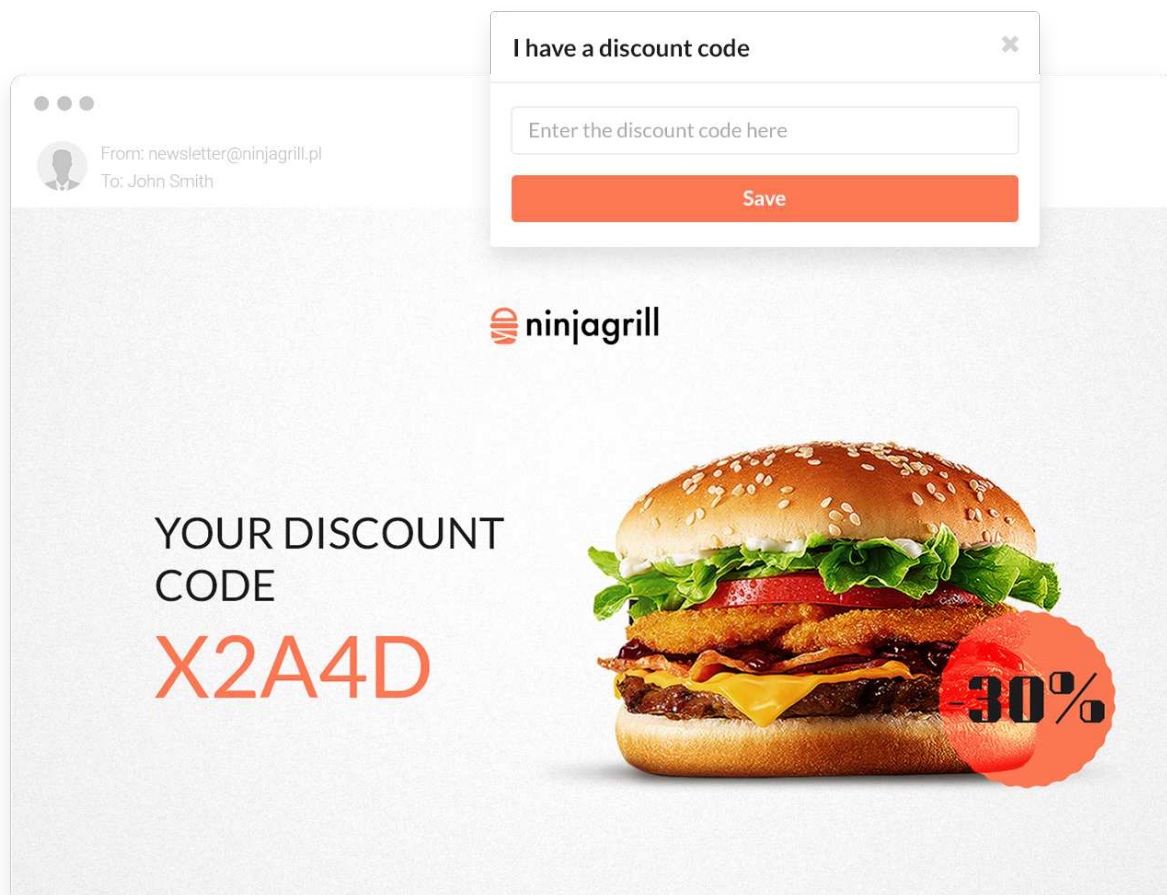 I have a discount code
Enter the discount code here
Save
From: newsletter@ninjagrill.pl
To: John Smith
ninjagrill
YOUR DISCOUNT
CODE
X2A4D
-30%